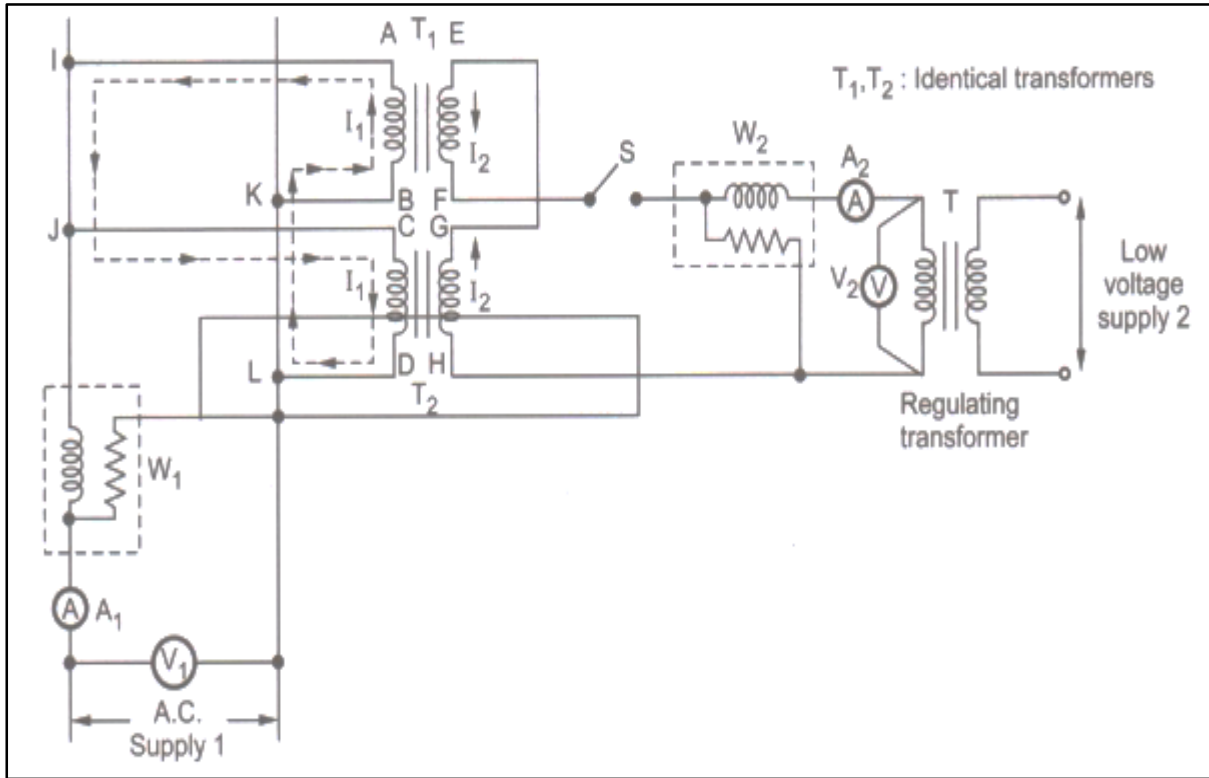 A T₁ E
I
T₁,T₂ : Identical transformers
I₁
I₂
W₂
S
A₂
A
K
B F
J
C G
T
V₂
V
Low
voltage
supply 2
I₁
I₂
L
D H
T₂
Regulating
transformer
W₁
A
A₁
V₁
A.C.
Supply 1